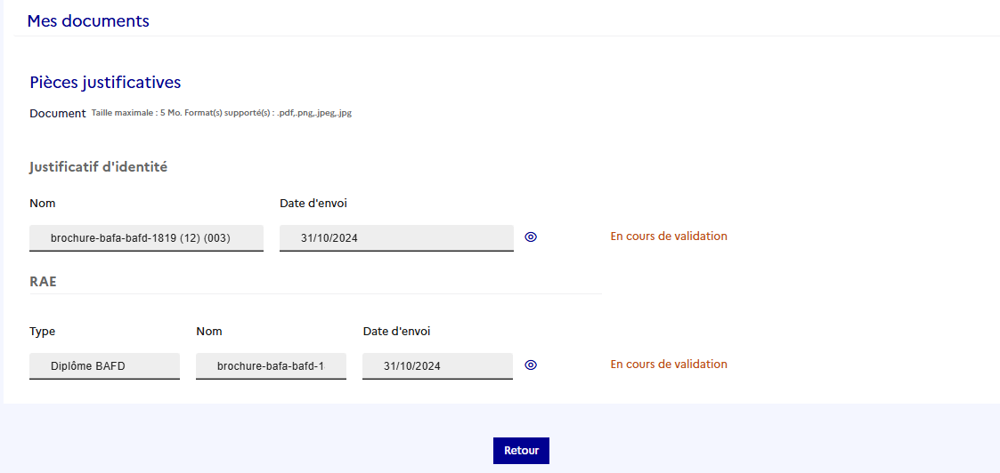 Mes documents
Pièces justificatives
Document Taille maximale : 5 Mo. Format(s) supporté(s) : .pdf,.png,.jpeg,.jpg
Justificatif d'identité
Nom Date d'envoi
brochure-bafa-bafd-1819 (12) (003) 31/10/2024 En cours de validation
RAE
Type Nom Date d'envoi
Diplôme BAFD brochure-bafa-bafd-1 31/10/2024 En cours de validation
Retour